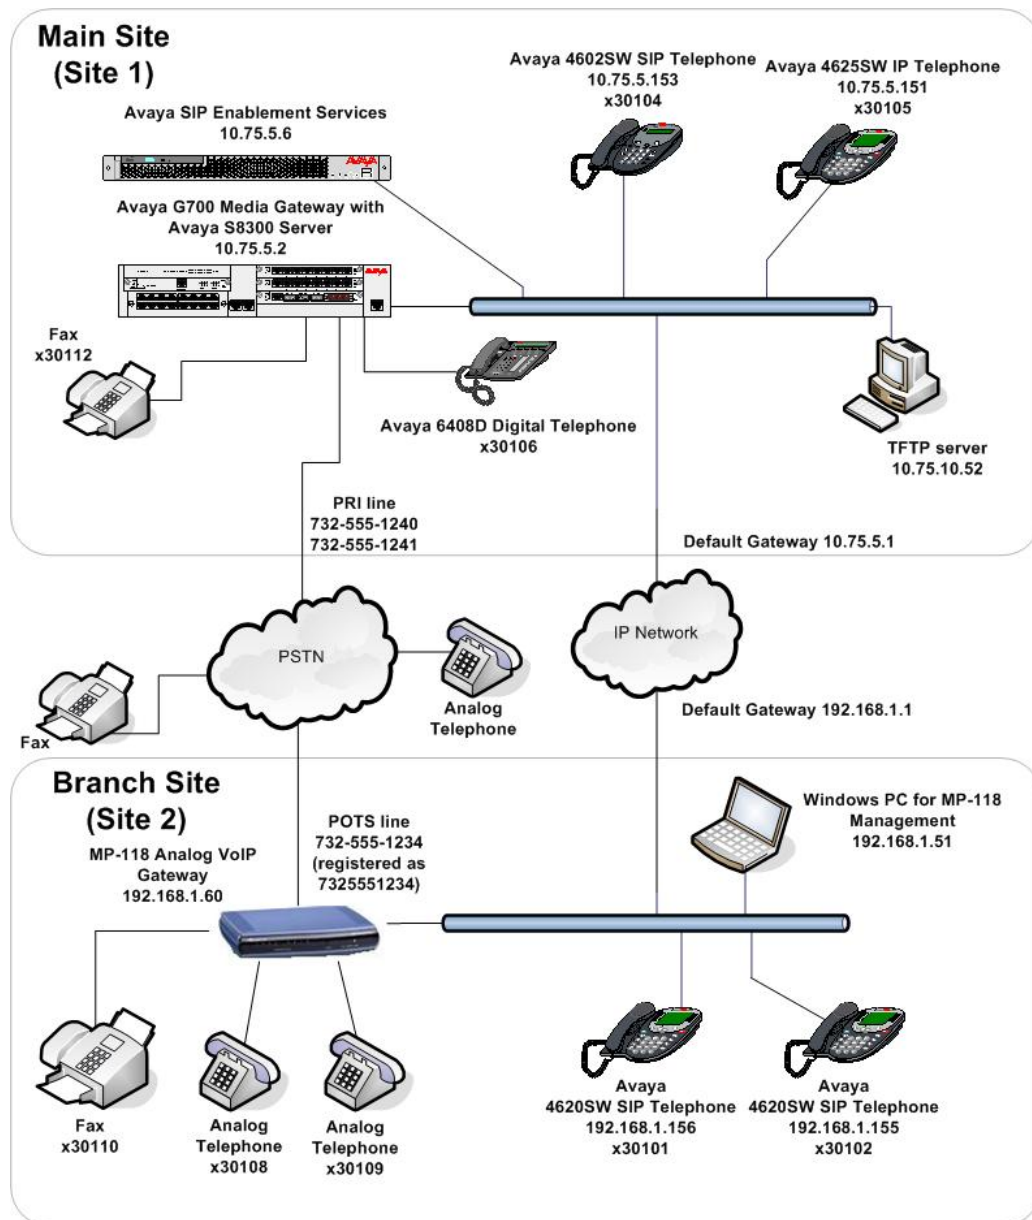 Main Site
(Site 1)
Avaya SIP Enablement Services
10.75.5.6
AVAYA
Avaya G700 Media Gateway with
Avaya S8300 Server
10.75.5.2
AVAYA
Avaya 4602SW SIP Telephone
10.75.5.153
x30104
Avaya 4625SW IP Telephone
10.75.5.151
x30105
Fax
x30112
Avaya 6408D Digital Telephone
x30106
TFTP server
10.75.10.52
PRI line
732-555-1240
732-555-1241
Default Gateway 10.75.5.1
PSTN
IP Network
Analog
Telephone
Fax
Default Gateway 192.168.1.1
Branch Site
(Site 2)
MP-118 Analog VoIP
Gateway
192.168.1.60
POTS line
732-555-1234
(registered as
7325551234)
Windows PC for MP-118
Management
192.168.1.51
Fax
x30110
Analog
Telephone
x30108
Analog
Telephone
x30109
Avaya
4620SW SIP Telephone
192.168.1.156
x30101
Avaya
4620SW SIP Telephone
192.168.1.155
x30102